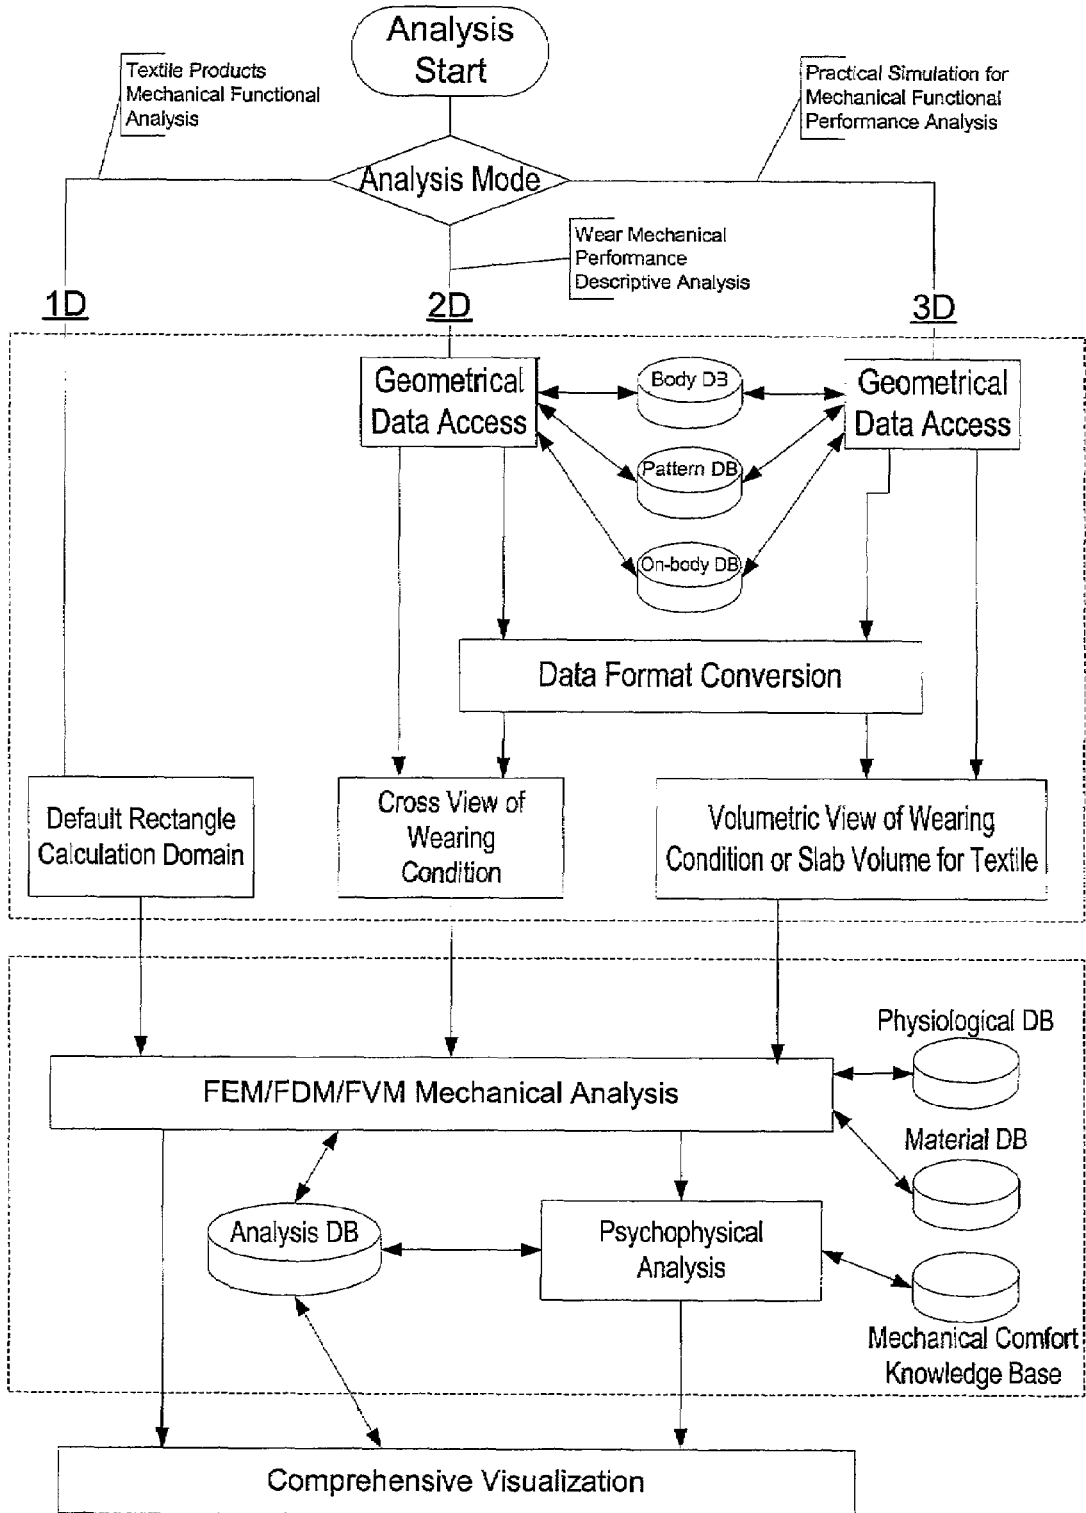 Analysis
Start
Textile Products
Mechanical Functional
Analysis
Practical Simulation for
Mechanical Functional
Performance Analysis
Analysis Mode
Wear Mechanical
Performance
Descriptive Analysis
1D
2D
3D
Geometrical
Data Access
Body DB
Geometrical
Data Access
Pattern DB
On-body DB
Data Format Conversion
Default Rectangle
Calculation Domain
Cross View of
Wearing
Condition
Volumetric View of Wearing
Condition or Slab Volume for Textile
Physiological DB
FEM/FDM/FVM Mechanical Analysis
Material DB
Analysis DB
Psychophysical
Analysis
Mechanical Comfort
Knowledge Base
Comprehensive Visualization